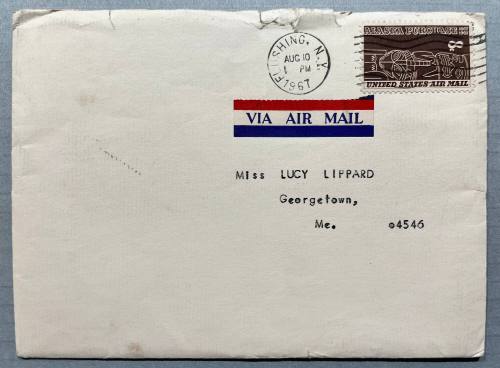 FLUSHING, N.Y.
AUG 10
1 PM
1967
ALASKA PURCHASE
8¢
UNITED STATES AIR MAIL
VIA AIR MAIL
Miss LUCY LIPPARD
Georgetown,
Me. 04546